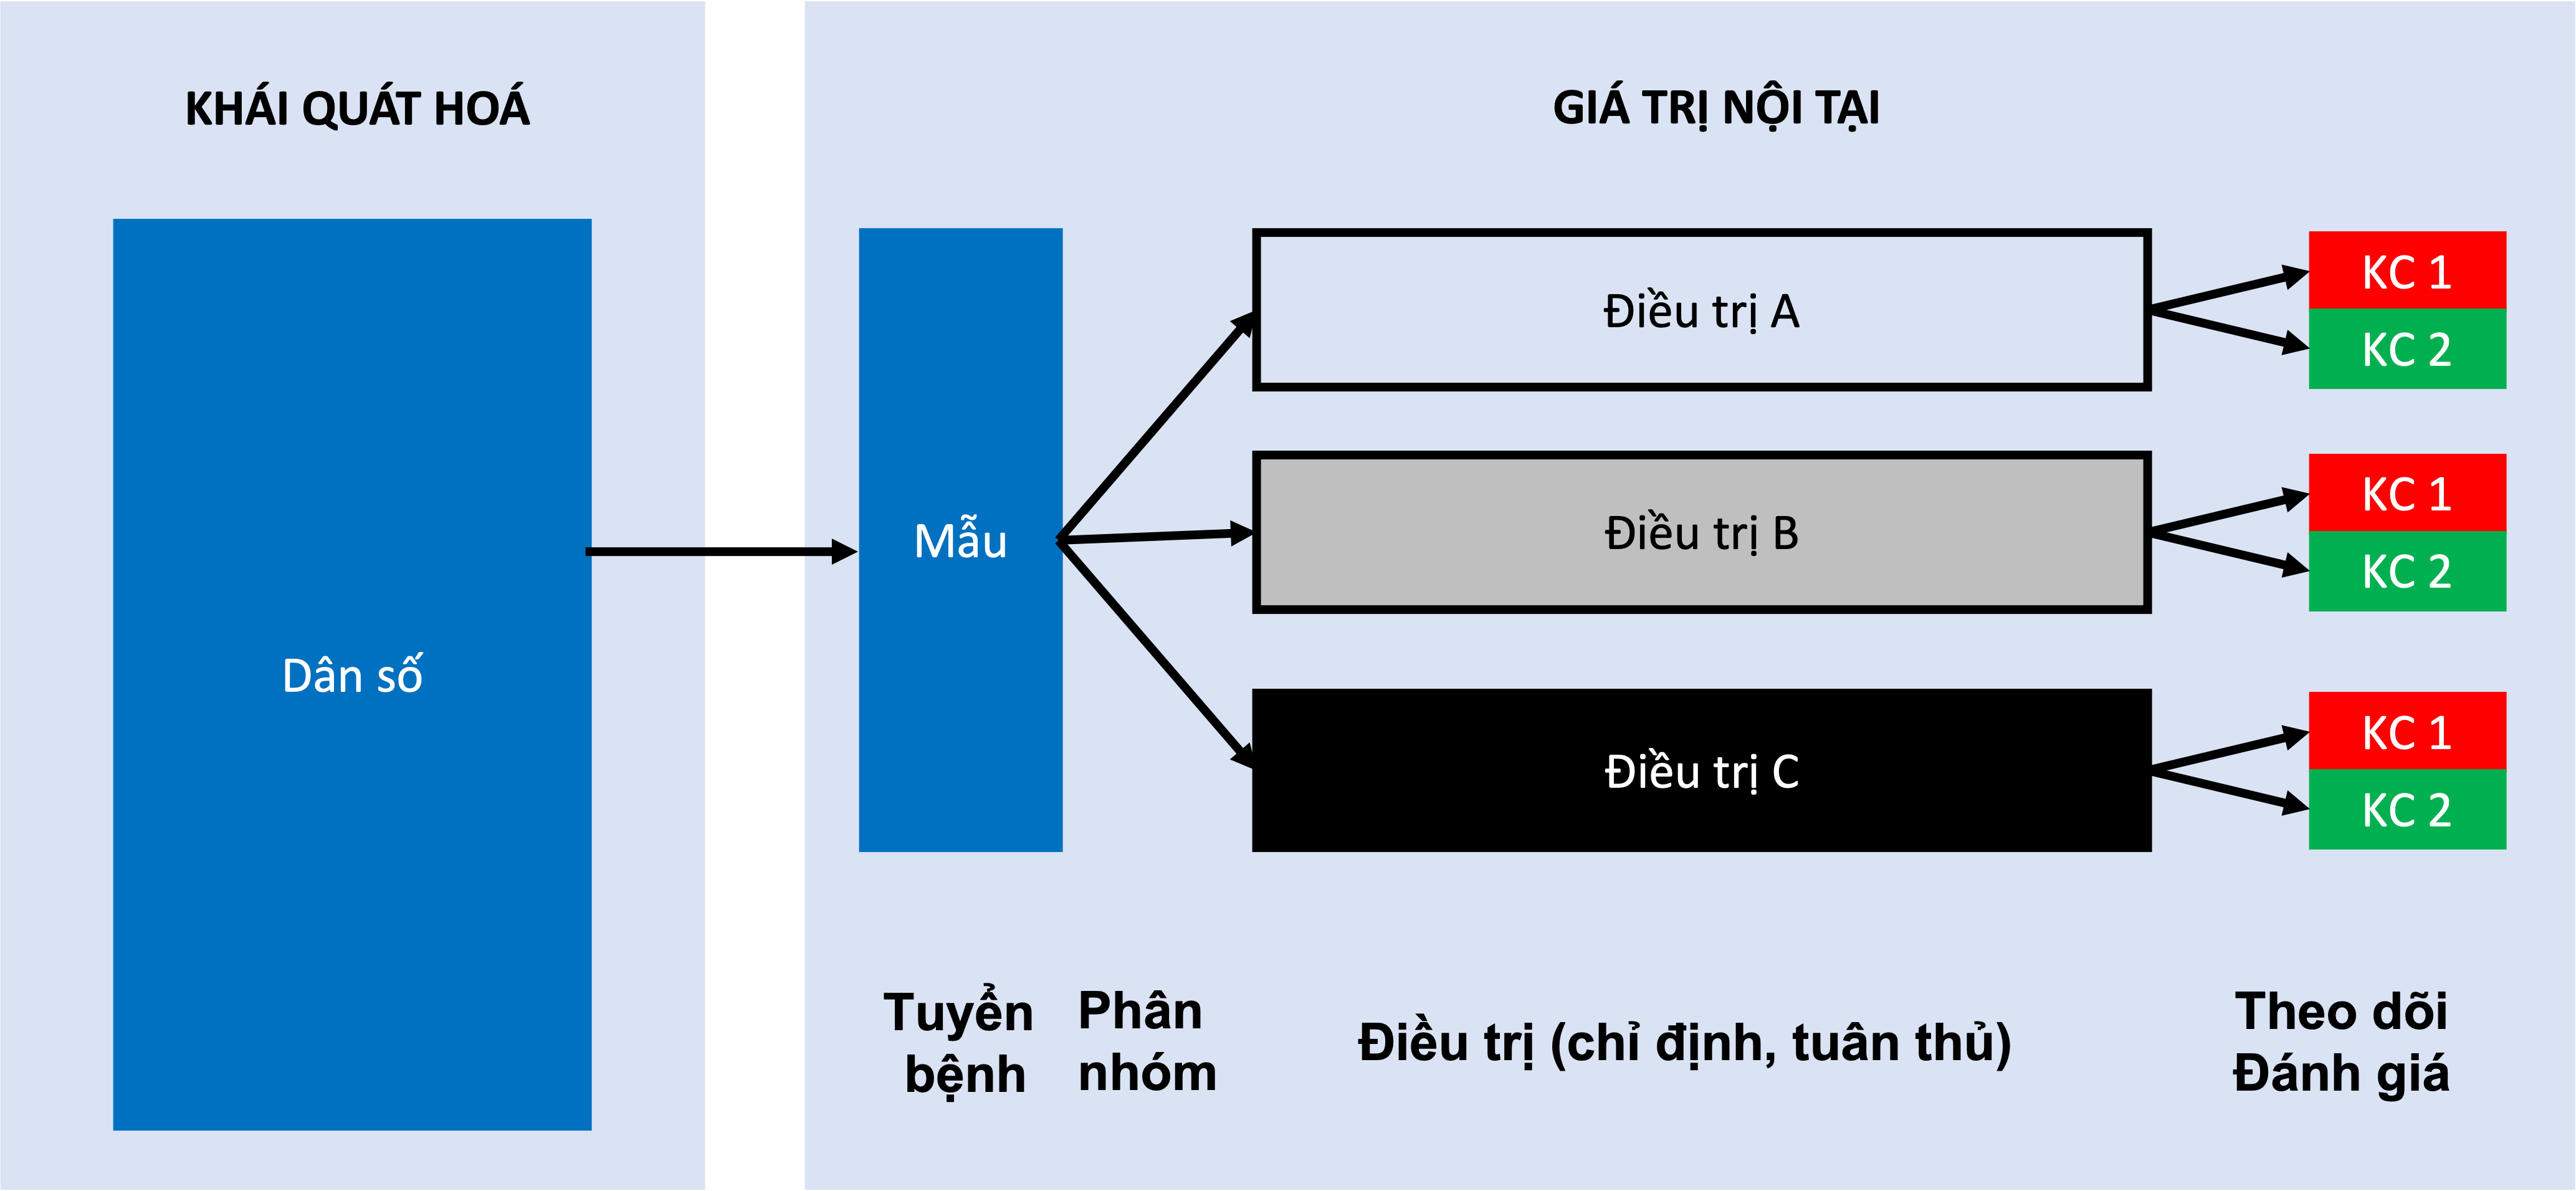 KHÁI QUÁT HOÁ
GIÁ TRỊ NỘI TẠI
Dân số
Mẫu
Điều trị A
KC 1
KC 2
Điều trị B
KC 1
KC 2
Điều trị C
KC 1
KC 2
Tuyển
bệnh
Phân
nhóm
Điều trị (chỉ định, tuân thủ)
Theo dõi
Đánh giá